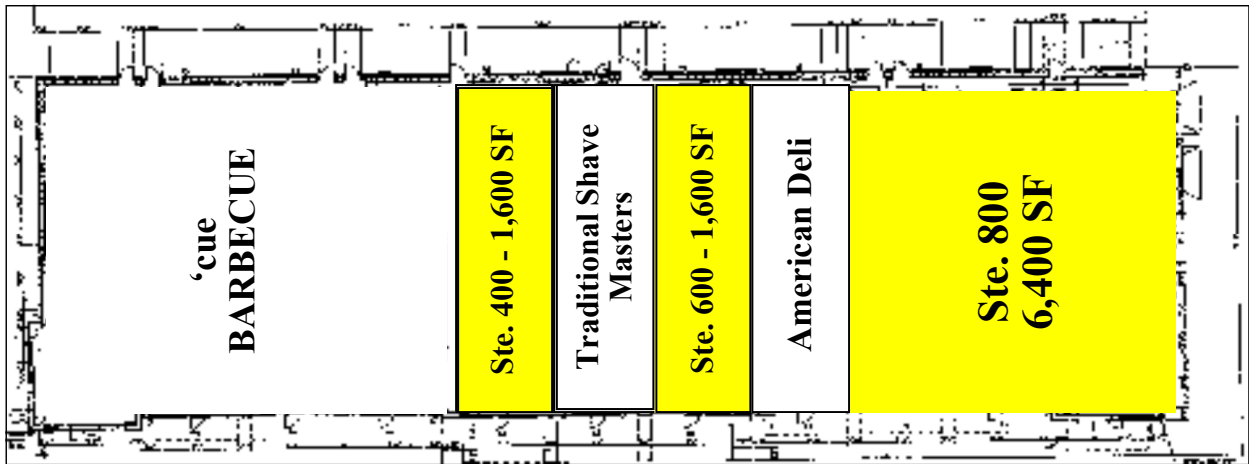 ‘cue
BARBECUE
Ste. 400 - 1,600 SF
Traditional Shave
Masters
Ste. 600 - 1,600 SF
American Deli
Ste. 800
6,400 SF